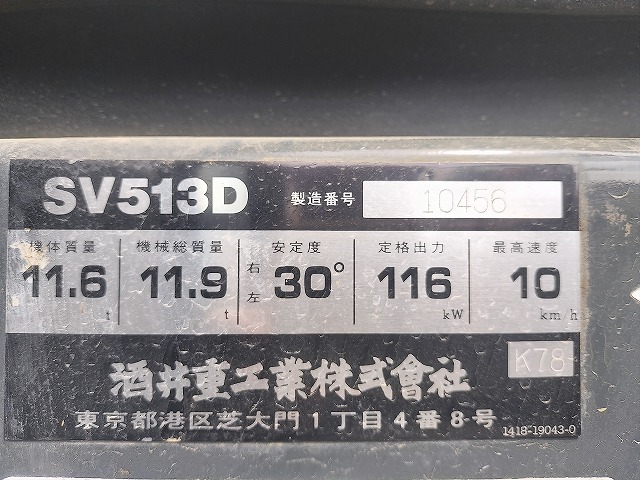 SV513D 製造番号 10456
機体質量 機械総質量 安定度 定格出力 最高速度
11.6 t 11.9 t 右左 30° 116 kW 10 km/h
K78
酒井重工業株式會社
東京都港区芝大門1丁目4番8号
1418-19043-0